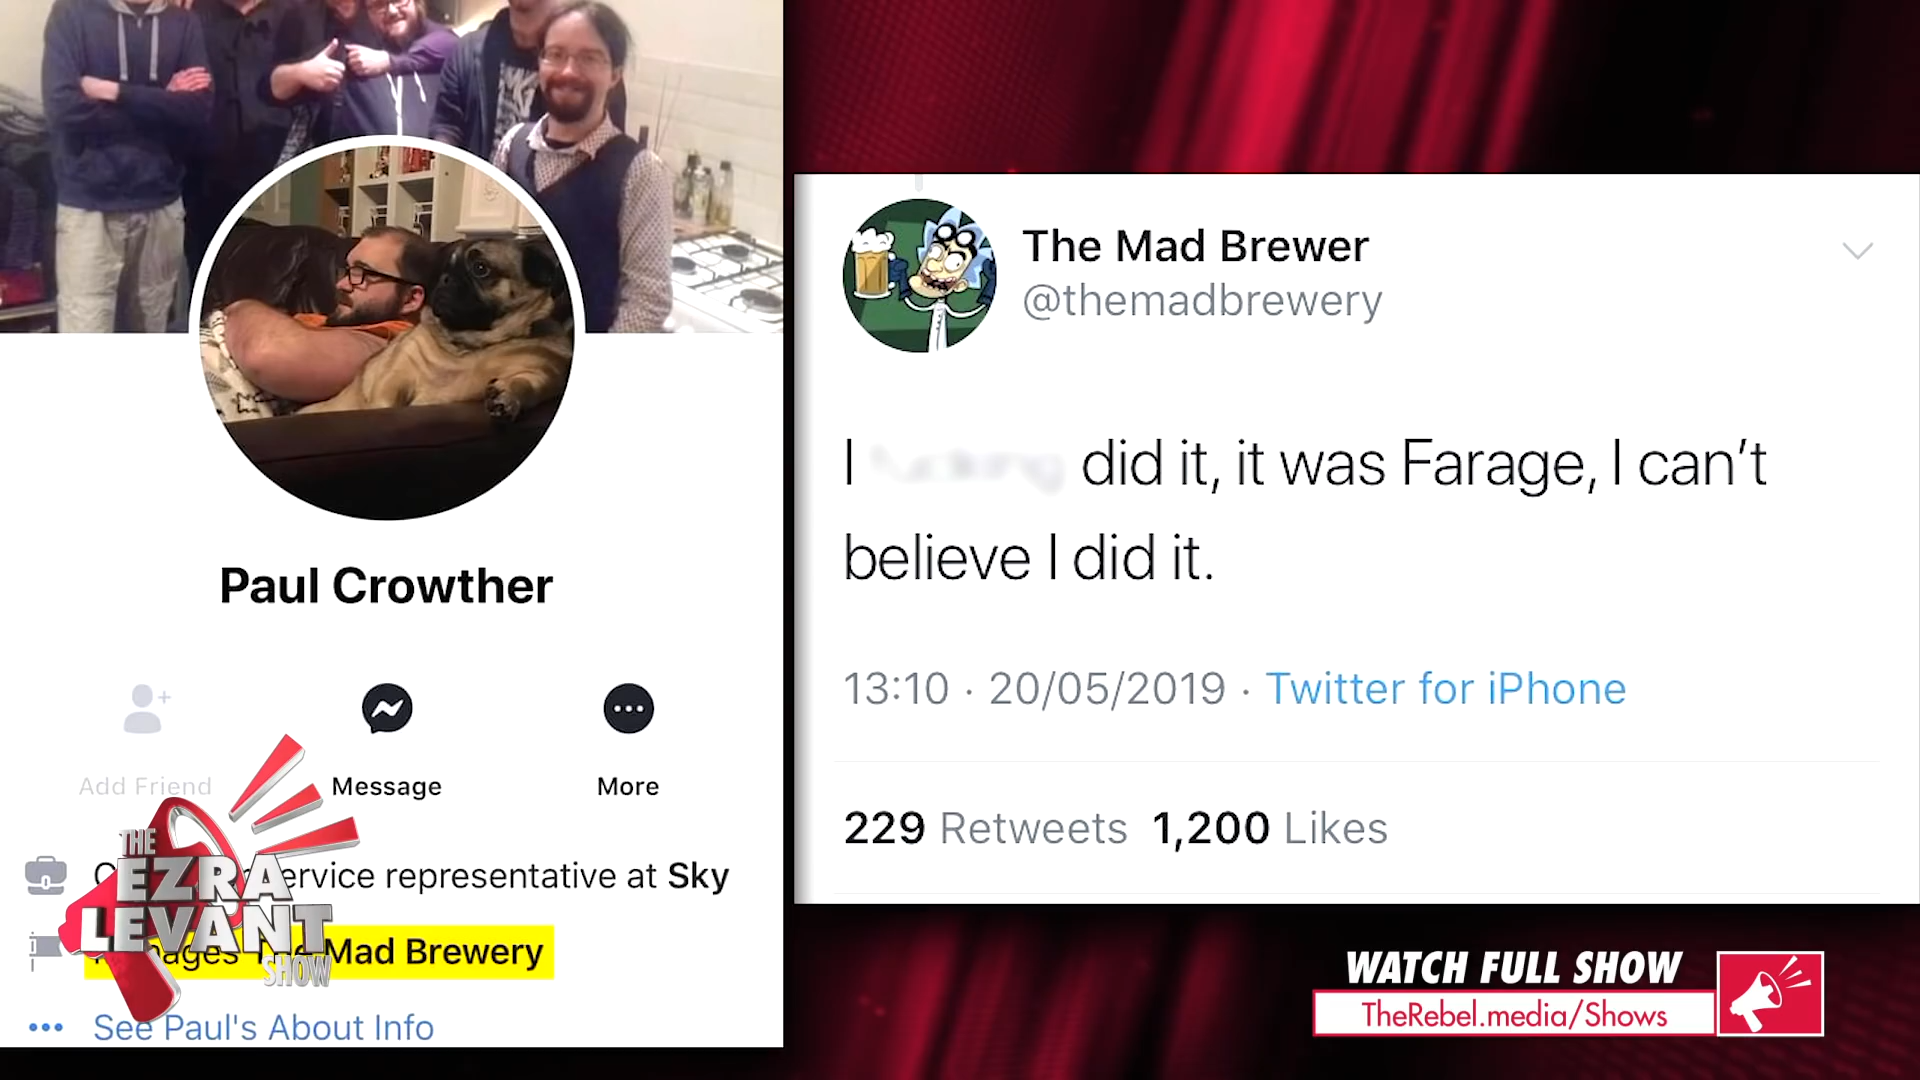 Paul Crowther
Add Friend
Message
More
ervice representative at Sky
Mad Brewery
See Paul's About Info
THE
EZRA
LEVANT
SHOW
The Mad Brewer
@themadbrewery
I did it, it was Farage, I can't
believe I did it.
13:10 · 20/05/2019 · Twitter for iPhone
229 Retweets 1,200 Likes
WATCH FULL SHOW
TheRebel.media/Shows